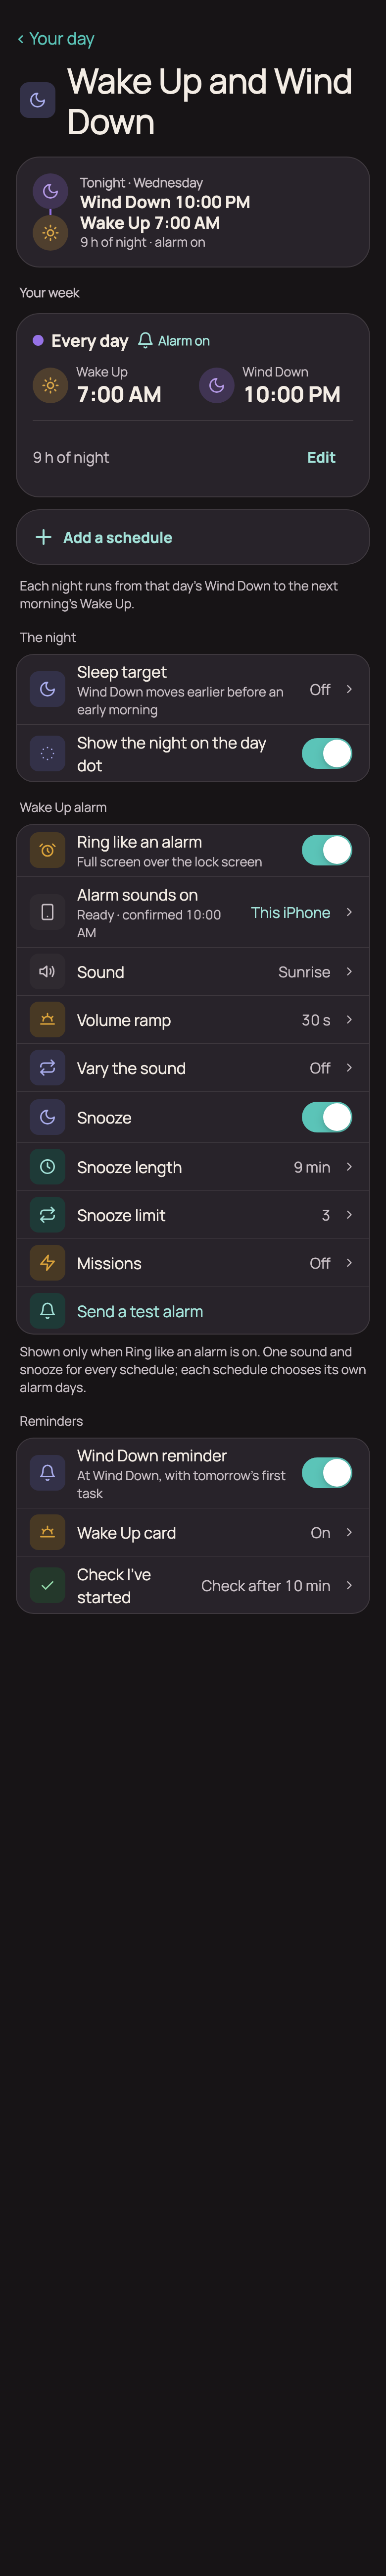 Your day
Wake Up and Wind
Down
Tonight · Wednesday
Wind Down 10:00 PM
Wake Up 7:00 AM
9 h of night · alarm on
Your week
Every day Alarm on
Wake Up Wind Down
7:00 AM 10:00 PM
9 h of night Edit
Add a schedule
Each night runs from that day's Wind Down to the next
morning's Wake Up.
The night
Sleep target
Wind Down moves earlier before an
early morning
Off
Show the night on the day
dot
Wake Up alarm
Ring like an alarm
Full screen over the lock screen
Alarm sounds on
Ready · confirmed 10:00
AM
This iPhone
Sound Sunrise
Volume ramp 30 s
Vary the sound Off
Snooze
Snooze length 9 min
Snooze limit 3
Missions Off
Send a test alarm
Shown only when Ring like an alarm is on. One sound and
snooze for every schedule; each schedule chooses its own
alarm days.
Reminders
Wind Down reminder
At Wind Down, with tomorrow's first
task
Wake Up card On
Check I've
started
Check after 10 min